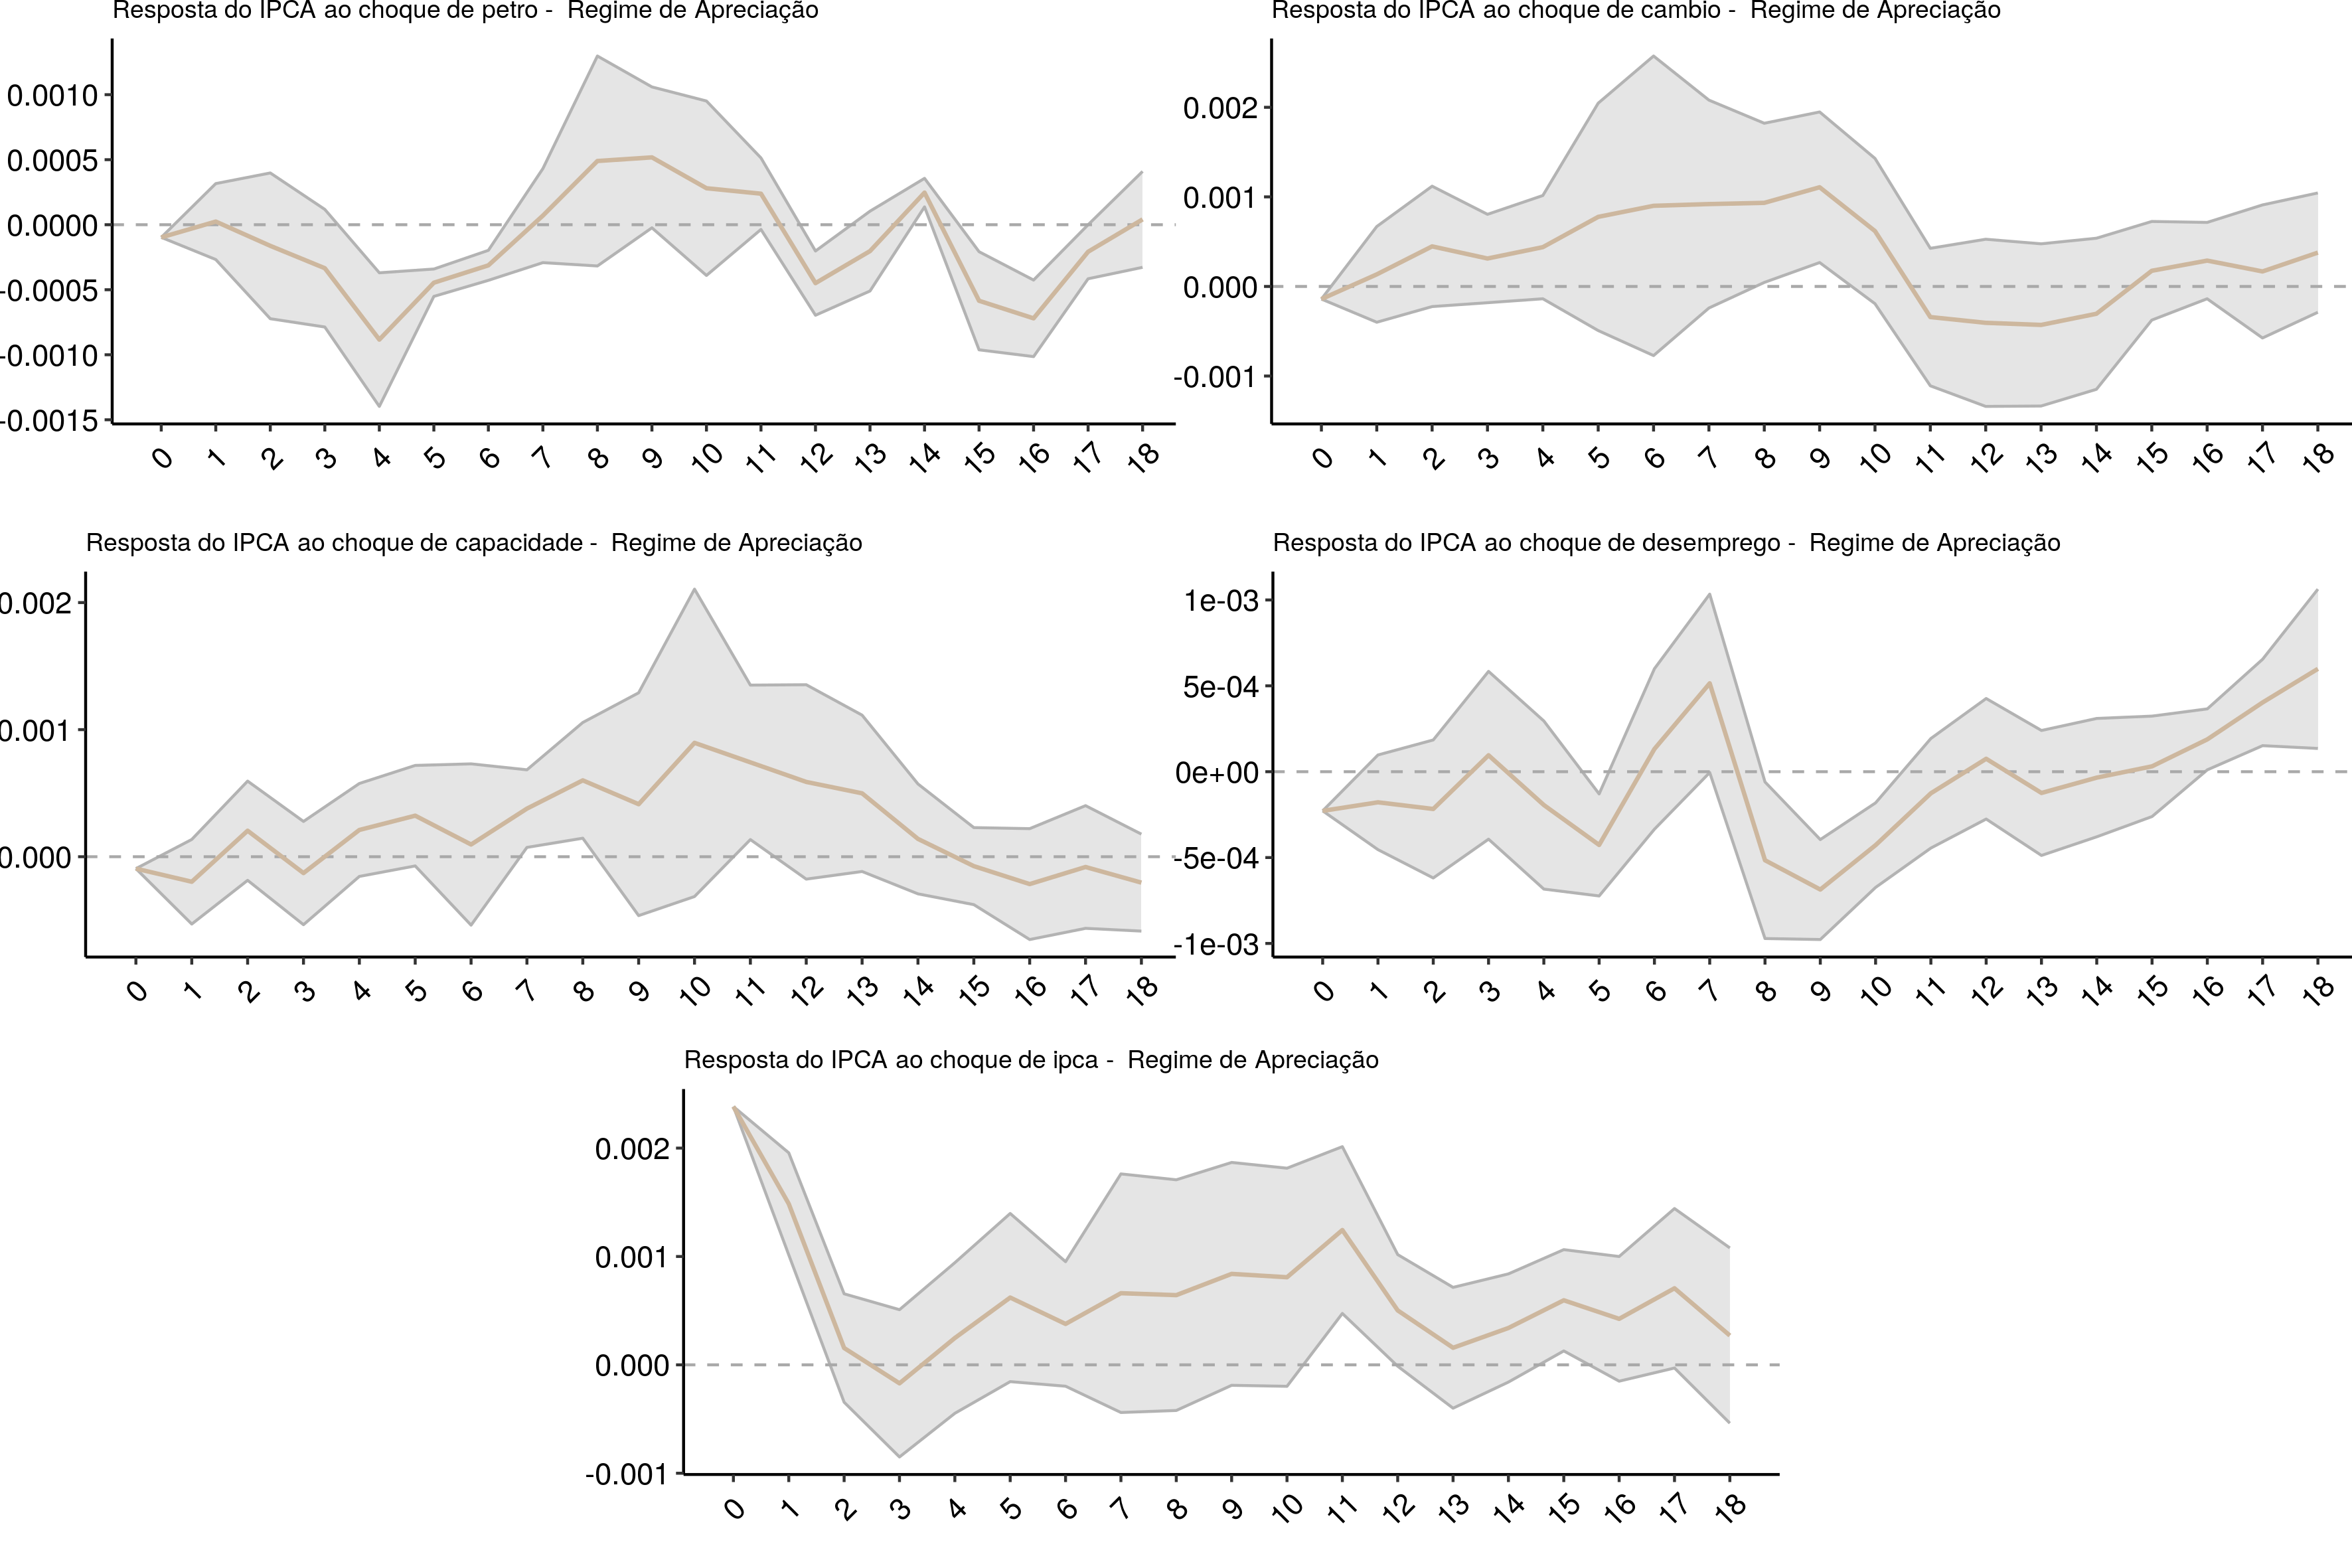 Resposta do IPCA ao choque de petro - Regime de Apreciação
0.0010
0.0005
0.0000
-0.0005
-0.0010
-0.0015
0 1 2 3 4 5 6 7 8 9 10 11 12 13 14 15 16 17 18
Resposta do IPCA ao choque de cambio - Regime de Apreciação
0.002
0.001
0.000
-0.001
0 1 2 3 4 5 6 7 8 9 10 11 12 13 14 15 16 17 18
Resposta do IPCA ao choque de capacidade - Regime de Apreciação
0.002
0.001
0.000
0 1 2 3 4 5 6 7 8 9 10 11 12 13 14 15 16 17 18
Resposta do IPCA ao choque de desemprego - Regime de Apreciação
1e-03
5e-04
0e+00
-5e-04
-1e-03
0 1 2 3 4 5 6 7 8 9 10 11 12 13 14 15 16 17 18
Resposta do IPCA ao choque de ipca - Regime de Apreciação
0.002
0.001
0.000
-0.001
0 1 2 3 4 5 6 7 8 9 10 11 12 13 14 15 16 17 18